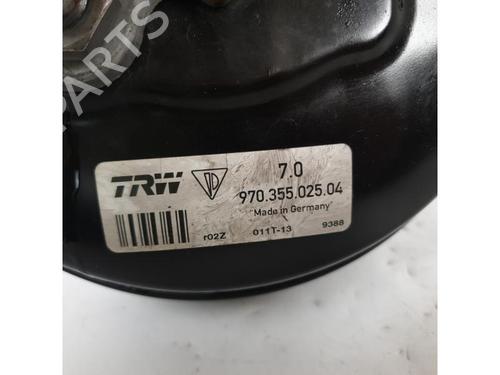 PARTS
TRW 7.0
970.355.025.04
"Made in Germany"
r02Z 011T-13 9388